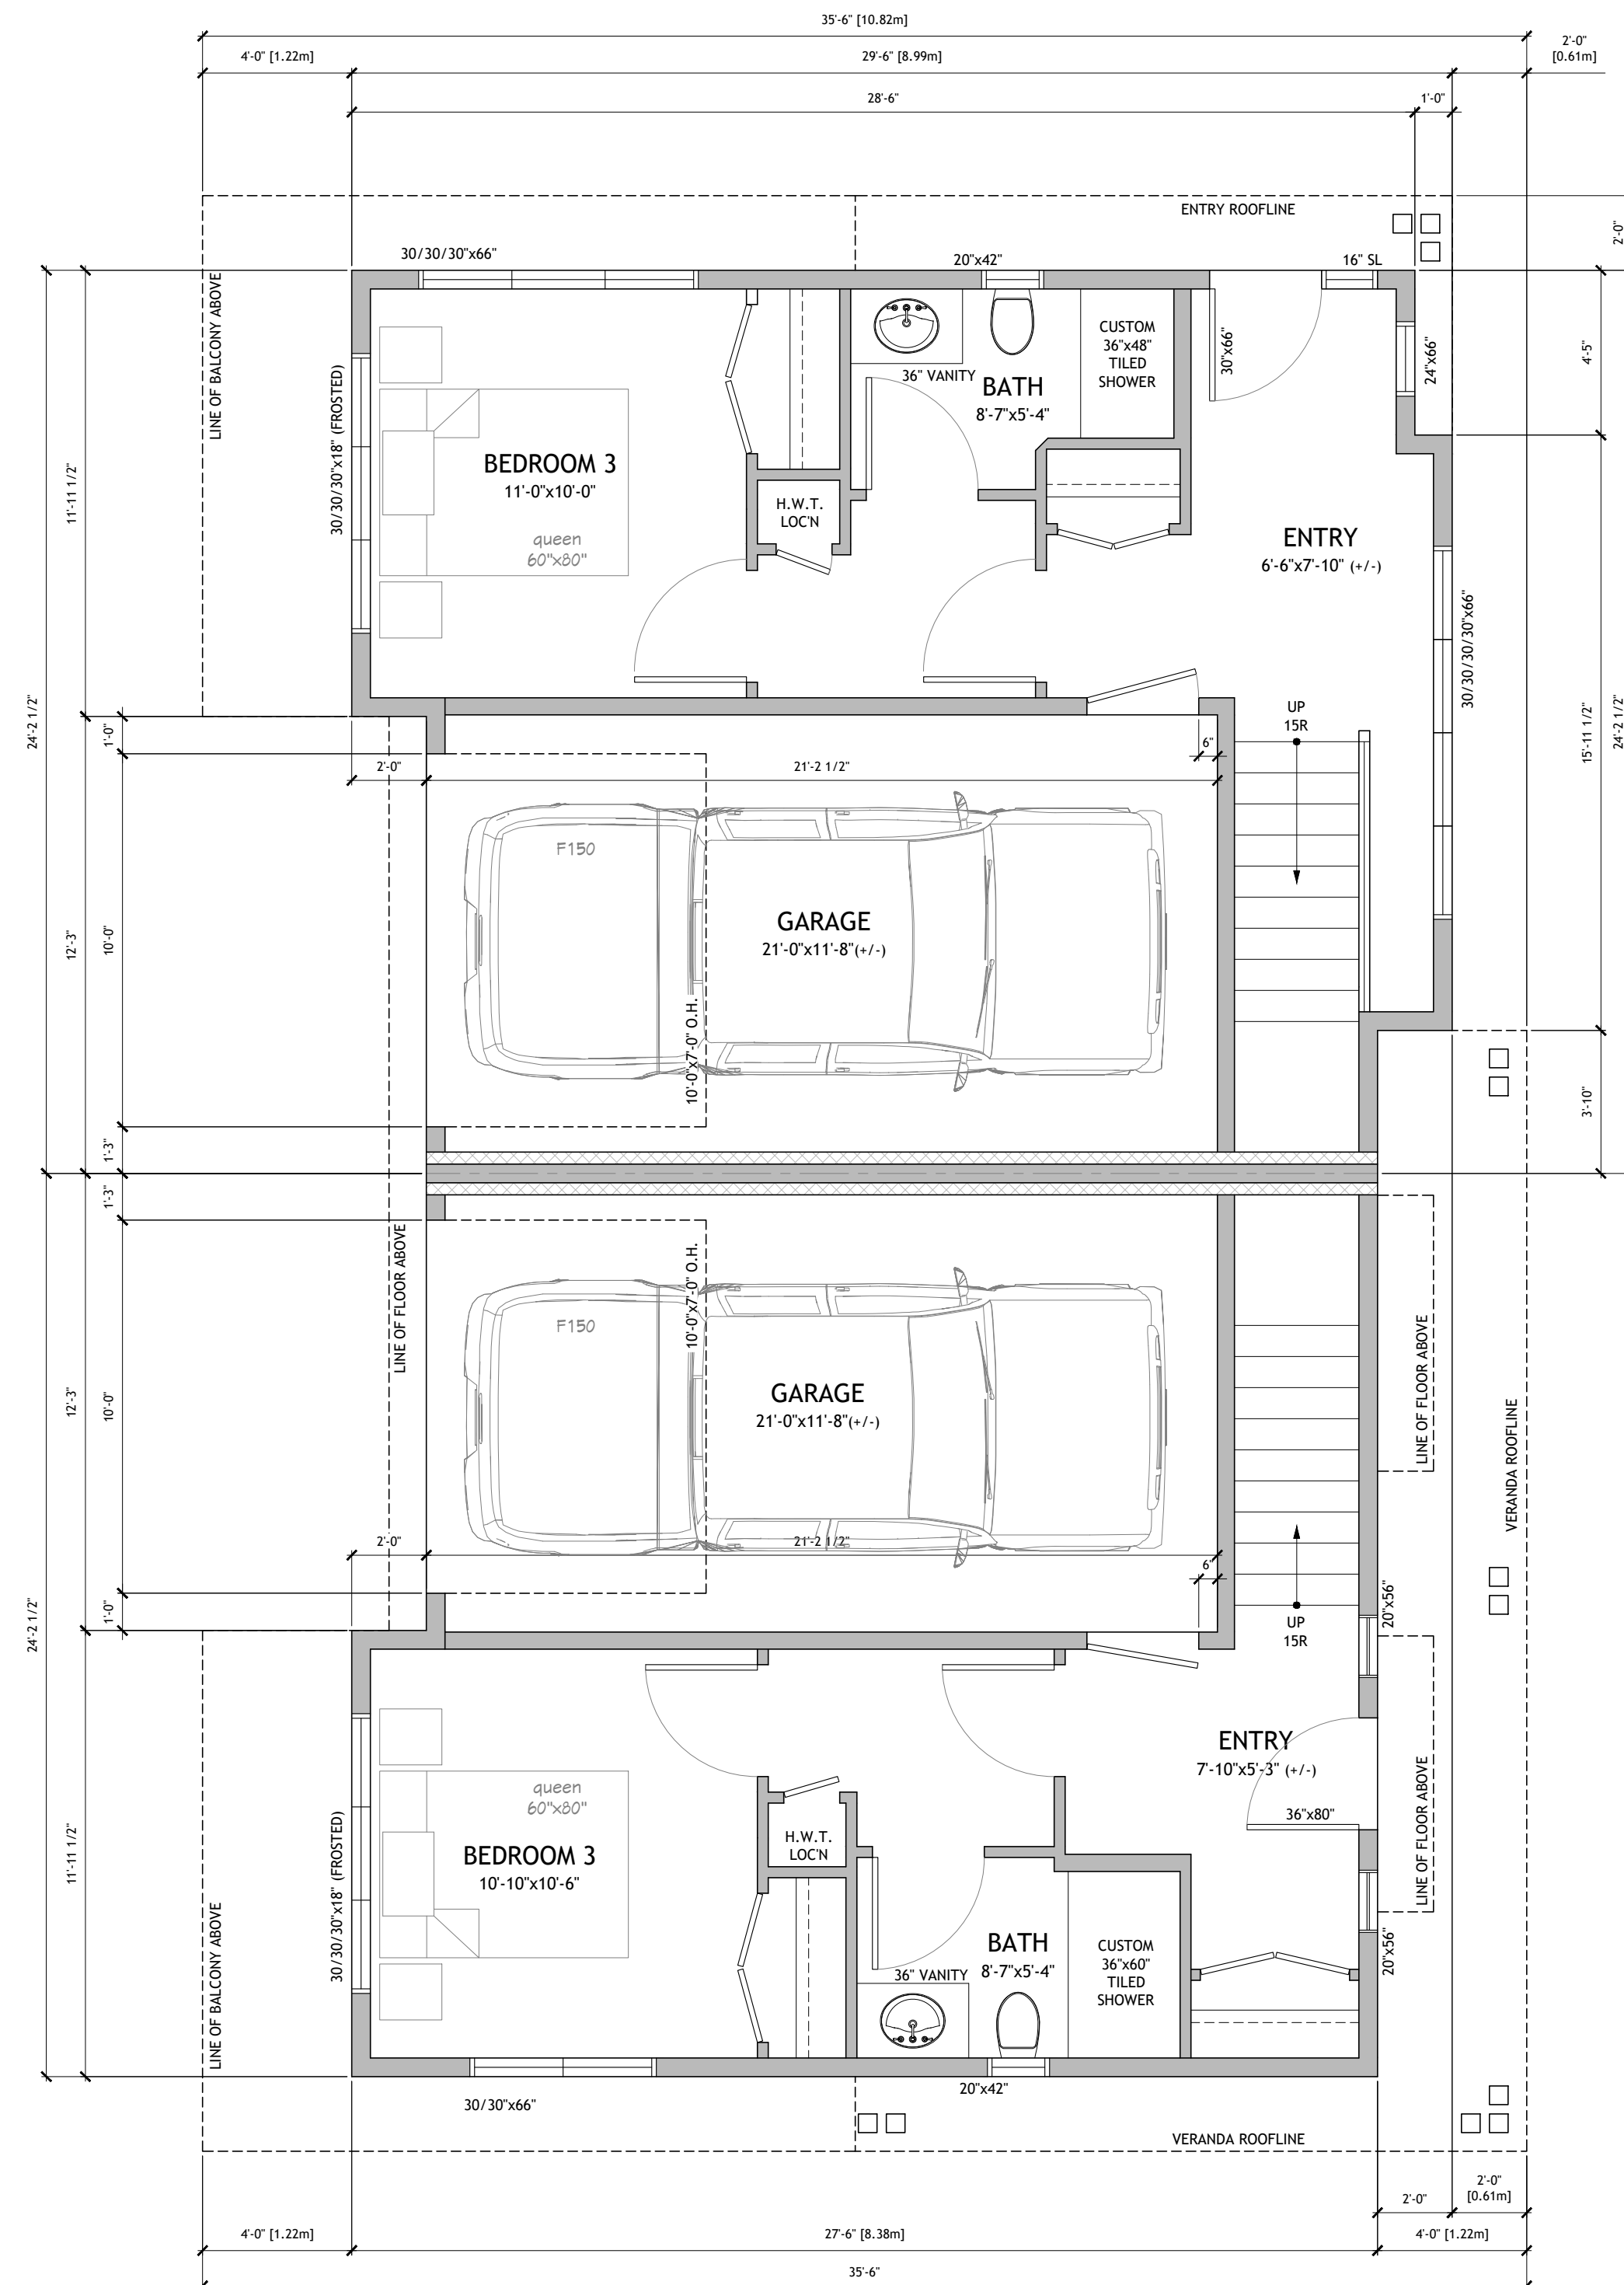 35'-6" [10.82m]
4'-0" [1.22m]
29'-6" [8.99m]
2'-0"
[0.61m]
28'-6"
1'-0"
ENTRY ROOFLINE
2'-0"
30/30/30"x66"
20"x42"
16" SL
LINE OF BALCONY ABOVE
30/30/30"x18" (FROSTED)
CUSTOM
36"x48"
TILED
SHOWER
30"x66"
24"x66"
4'-5"
36" VANITY
BATH
8'-7"x5'-4"
BEDROOM 3
11'-0"x10'-0"
queen
60"x80"
H.W.T.
LOC'N
ENTRY
6'-6"x7'-10" (+/-)
11'-11 1/2"
30/30/30/30"x66"
24'-2 1/2"
1'-0"
UP
15R
6"
2'-0"
21'-2 1/2"
15'-11 1/2"
24'-2 1/2"
F150
GARAGE
21'-0"x11'-8"(+/-)
12'-3"
10'-0"
10'-0"x7'-0" O.H.
3'-10"
1'-3"
1'-3"
LINE OF FLOOR ABOVE
10'-0"x7'-0" O.H.
F150
GARAGE
21'-0"x11'-8"(+/-)
12'-3"
10'-0"
LINE OF FLOOR ABOVE
VERANDA ROOFLINE
2'-0"
21'-2 1/2"
6"
24'-2 1/2"
1'-0"
UP
15R
20"x56"
ENTRY
7'-10"x5'-3" (+/-)
36"x80"
LINE OF FLOOR ABOVE
queen
60"x80"
BEDROOM 3
10'-10"x10'-6"
H.W.T.
LOC'N
11'-11 1/2"
30/30/30"x18" (FROSTED)
LINE OF BALCONY ABOVE
BATH
8'-7"x5'-4"
36" VANITY
CUSTOM
36"x60"
TILED
SHOWER
20"x56"
30/30"x66"
20"x42"
VERANDA ROOFLINE
2'-0"
2'-0"
[0.61m]
4'-0" [1.22m]
27'-6" [8.38m]
4'-0" [1.22m]
35'-6"